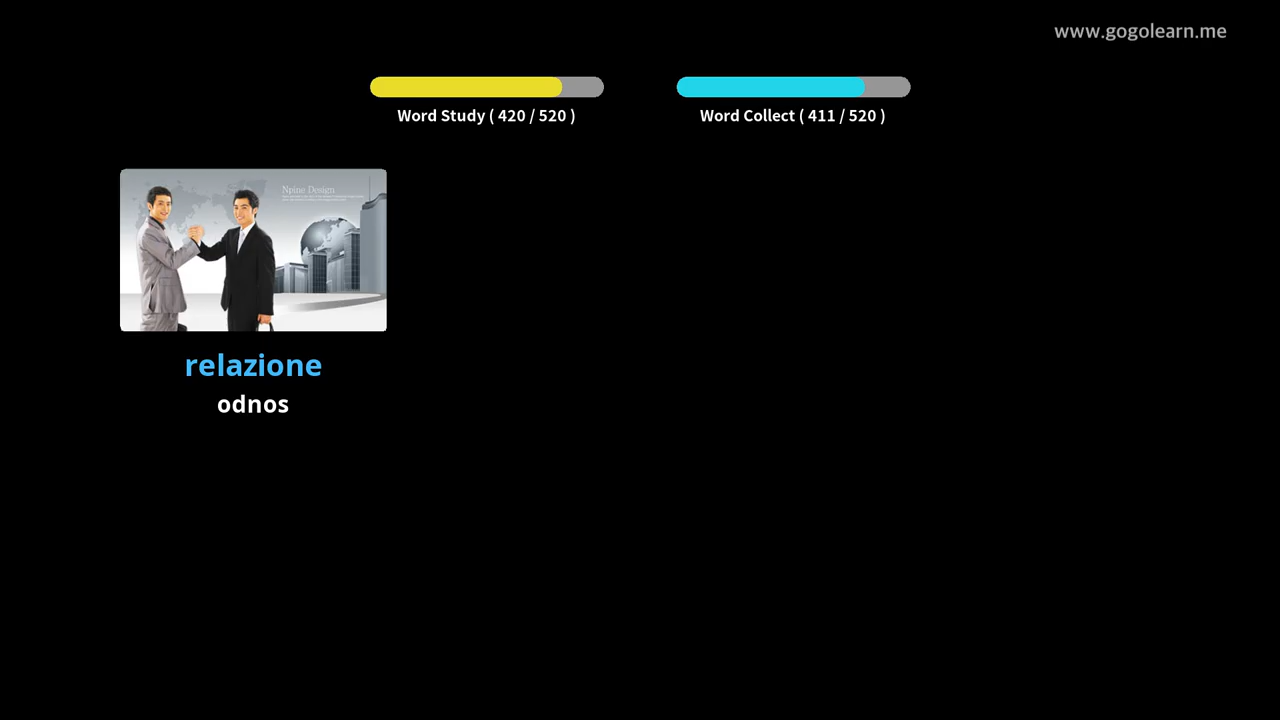 www.gogolearn.me
Word Study ( 420 / 520 )
Word Collect ( 411 / 520 )
Npine Design
relazione
odnos